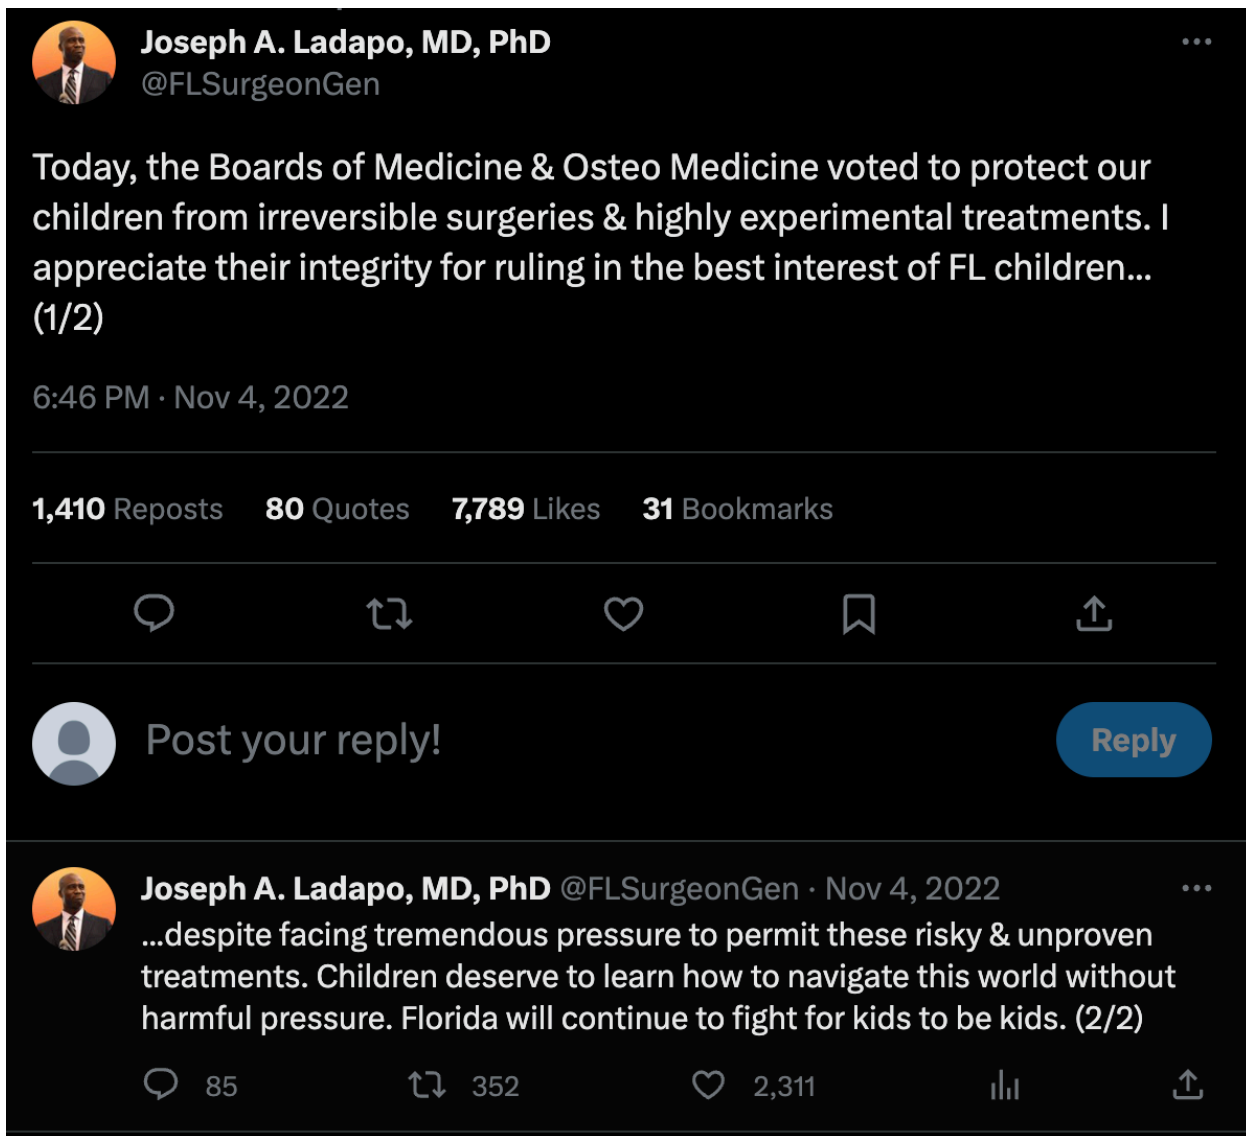 Joseph A. Ladapo, MD, PhD
@FLSurgeonGen
Today, the Boards of Medicine & Osteo Medicine voted to protect our
children from irreversible surgeries & highly experimental treatments. I
appreciate their integrity for ruling in the best interest of FL children...
(1/2)
6:46 PM · Nov 4, 2022
1,410 Reposts 80 Quotes 7,789 Likes 31 Bookmarks
Post your reply!
Reply
Joseph A. Ladapo, MD, PhD @FLSurgeonGen · Nov 4, 2022
...despite facing tremendous pressure to permit these risky & unproven
treatments. Children deserve to learn how to navigate this world without
harmful pressure. Florida will continue to fight for kids to be kids. (2/2)
85 352 2,311